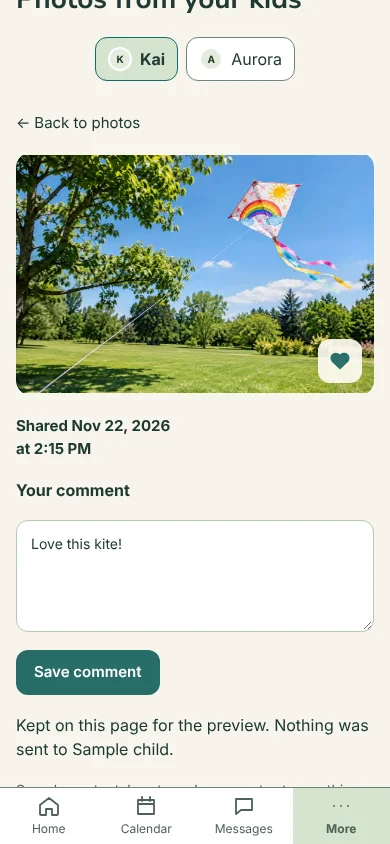 Photos from your kids
K Kai
A Aurora
← Back to photos
Shared Nov 22, 2026
at 2:15 PM
Your comment
Love this kite!
Save comment
Kept on this page for the preview. Nothing was
sent to Sample child.
Home Calendar Messages More